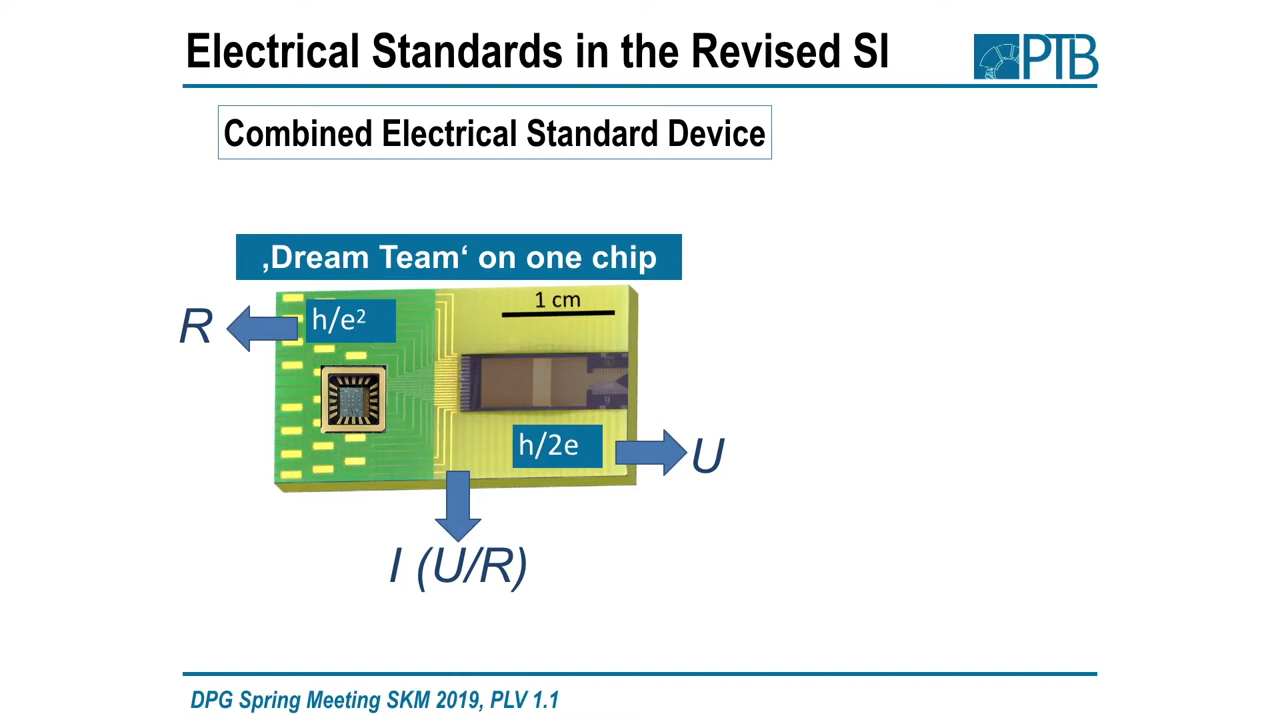 Electrical Standards in the Revised SI
PTB
Combined Electrical Standard Device
‚Dream Team‘ on one chip
1 cm
R
h/e²
h/2e
U
I (U/R)
DPG Spring Meeting SKM 2019, PLV 1.1